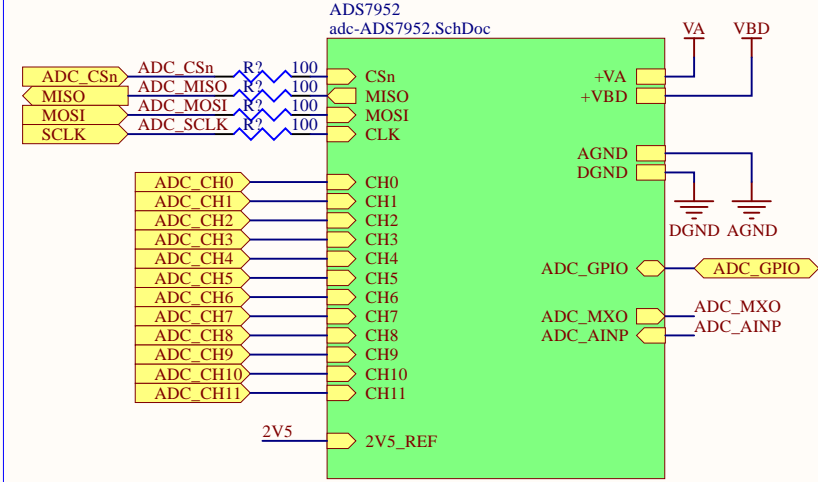 ADS7952
adc-ADS7952.SchDoc
VA VBD
ADC_CSn ADC_CSn R? 100 CSn +VA
MISO ADC_MISO R? 100 MISO +VBD
MOSI ADC_MOSI R? 100 MOSI
SCLK ADC_SCLK R? 100 CLK
AGND
DGND
ADC_CH0 CH0
ADC_CH1 CH1
ADC_CH2 CH2
DGND AGND
ADC_CH3 CH3
ADC_CH4 CH4
ADC_GPIO ADC_GPIO
ADC_CH5 CH5
ADC_CH6 CH6
ADC_MXO ADC_MXO
ADC_CH7 CH7
ADC_AINP ADC_AINP
ADC_CH8 CH8
ADC_CH9 CH9
ADC_CH10 CH10
ADC_CH11 CH11
2V5 2V5_REF